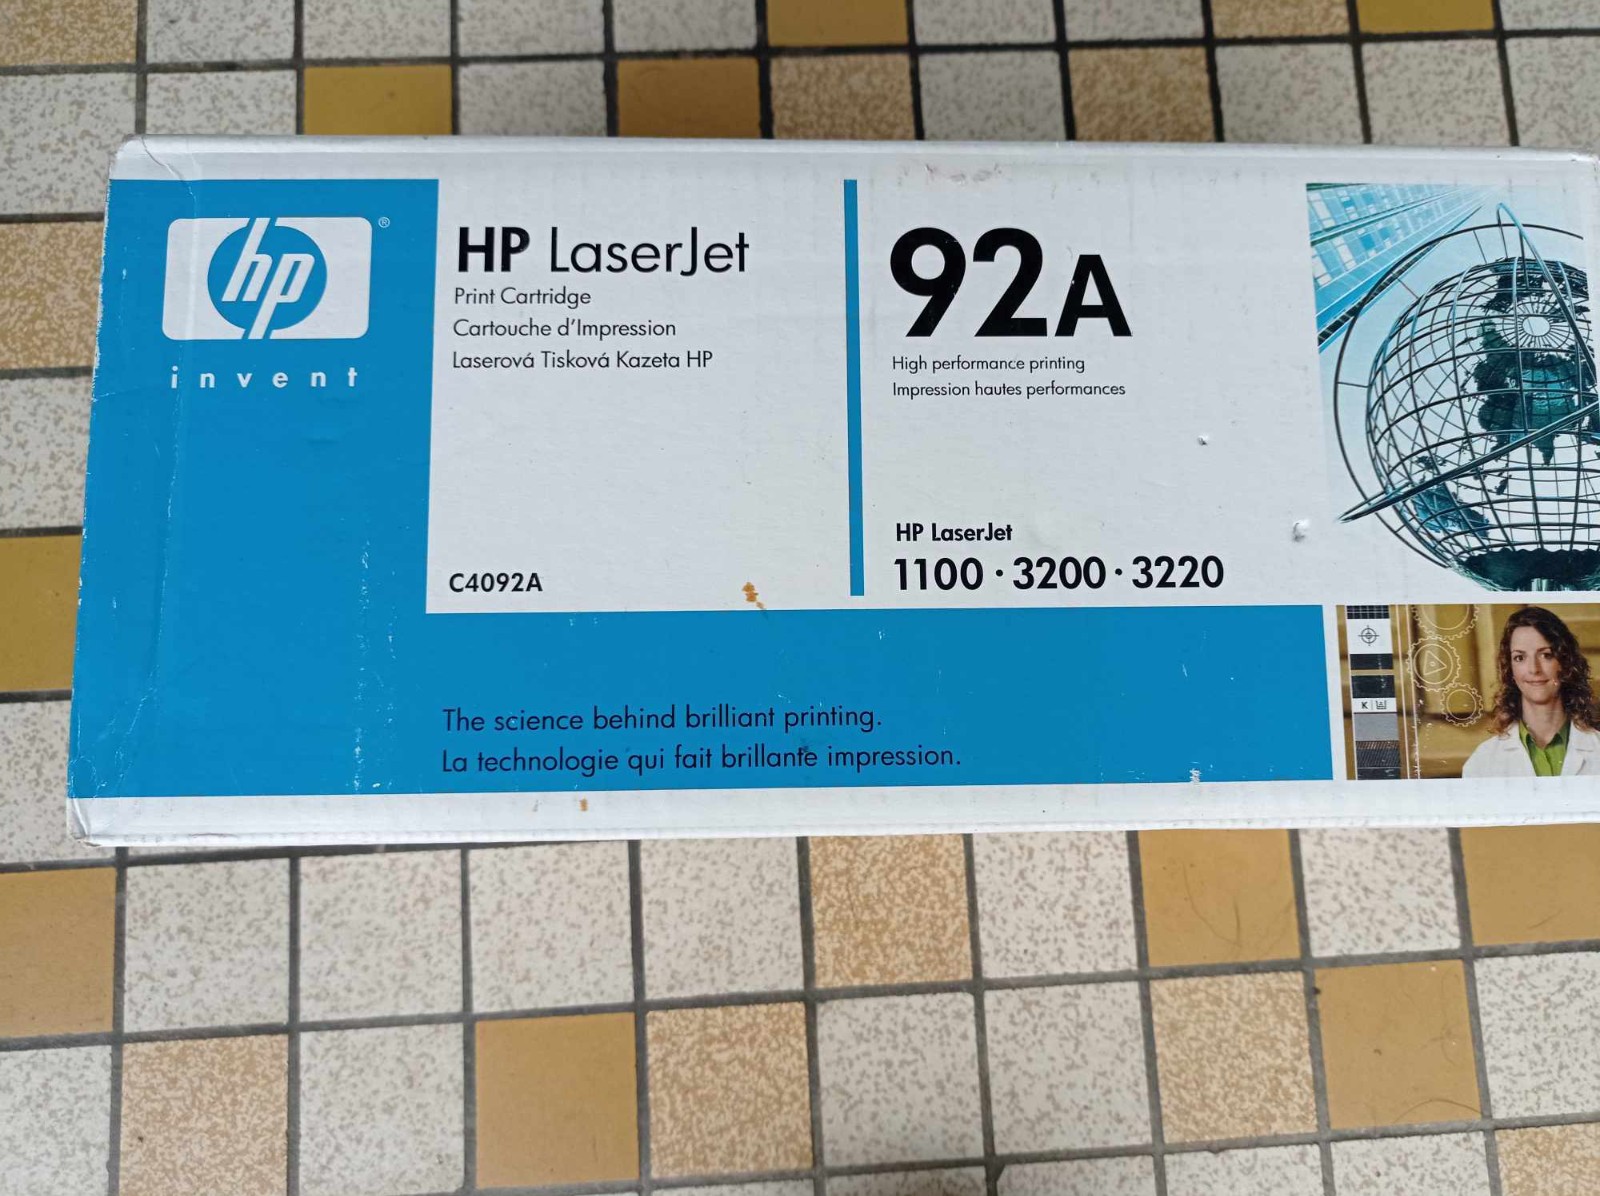 hp®
invent
HP LaserJet
Print Cartridge
Cartouche d'Impression
Laserová Tisková Kazeta HP
C4092A
92A
High performance printing
Impression hautes performances
HP LaserJet
1100 · 3200 · 3220
The science behind brilliant printing.
La technologie qui fait brillante impression.
K